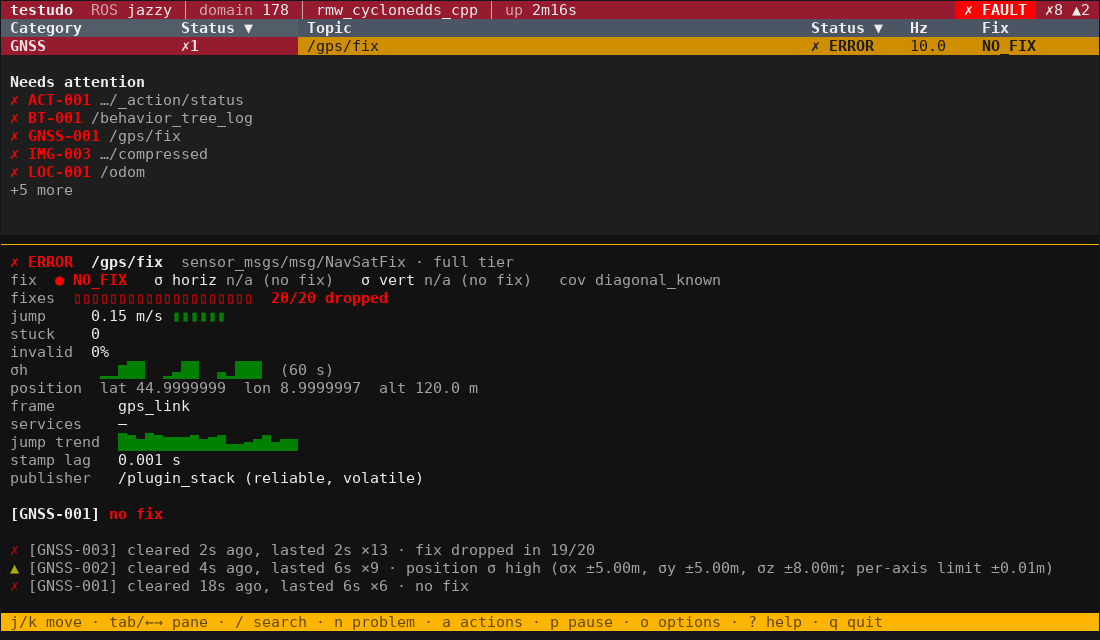 testudo ROS jazzy │ domain 178 │ rmw_cyclonedds_cpp │ up 2m16s ✗ FAULT ✗8 ▲2
Category Status ▼ Topic Status ▼ Hz Fix
GNSS ✗1 /gps/fix ✗ ERROR 10.0 NO_FIX
Needs attention
✗ ACT-001 …/_action/status
✗ BT-001 /behavior_tree_log
✗ GNSS-001 /gps/fix
✗ IMG-003 …/compressed
✗ LOC-001 /odom
+5 more
✗ ERROR /gps/fix sensor_msgs/msg/NavSatFix · full tier
fix ● NO_FIX σ horiz n/a (no fix) σ vert n/a (no fix) cov diagonal_known
fixes ▯▯▯▯▯▯▯▯▯▯▯▯▯▯▯▯▯▯▯▯ 20/20 dropped
jump 0.15 m/s ▮▮▮▮▮▮
stuck 0
invalid 0%
σh (60 s)
position lat 44.9999999 lon 8.9999997 alt 120.0 m
frame gps_link
services —
jump trend
stamp lag 0.001 s
publisher /plugin_stack (reliable, volatile)
[GNSS-001] no fix
✗ [GNSS-003] cleared 2s ago, lasted 2s ×13 · fix dropped in 19/20
▲ [GNSS-002] cleared 4s ago, lasted 6s ×9 · position σ high (σx ±5.00m, σy ±5.00m, σz ±8.00m; per-axis limit ±0.01m)
✗ [GNSS-001] cleared 18s ago, lasted 6s ×6 · no fix
j/k move · tab/←→ pane · / search · n problem · a actions · p pause · o options · ? help · q quit